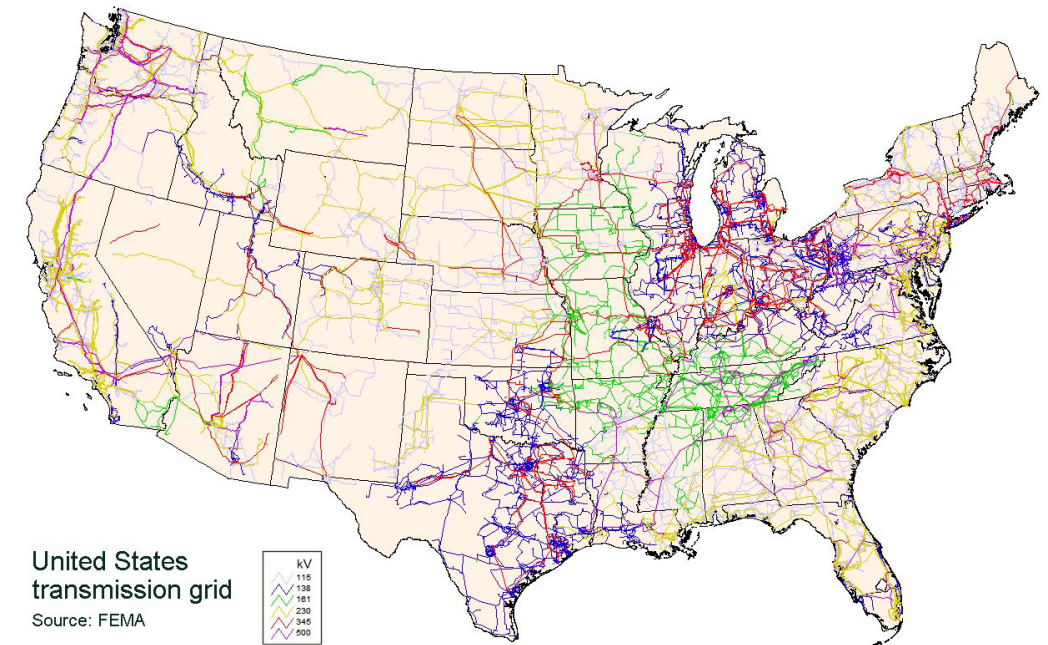 United States
transmission grid
Source: FEMA
kV
115
138
161
230
345
500